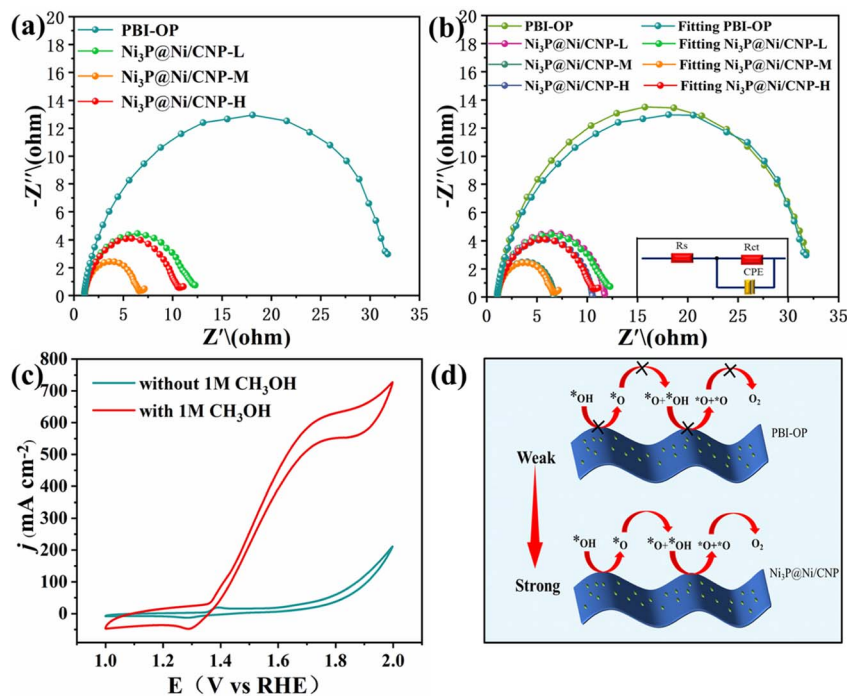 (a)
20
18
16
14
12
10
8
6
4
2
0
-Z''\(ohm)
PBI-OP
Ni₃P@Ni/CNP-L
Ni₃P@Ni/CNP-M
Ni₃P@Ni/CNP-H
0 5 10 15 20 25 30 35
Z'\(ohm)
(b)
20
18
16
14
12
10
8
6
4
2
0
-Z''\(ohm)
PBI-OP Fitting PBI-OP
Ni₃P@Ni/CNP-L Fitting Ni₃P@Ni/CNP-L
Ni₃P@Ni/CNP-M Fitting Ni₃P@Ni/CNP-M
Ni₃P@Ni/CNP-H Fitting Ni₃P@Ni/CNP-H
Rs Rct
CPE
0 5 10 15 20 25 30 35
Z'\(ohm)
(c)
800
700
600
500
400
300
200
100
0
j (mA cm⁻²)
without 1M CH₃OH
with 1M CH₃OH
1.0 1.2 1.4 1.6 1.8 2.0
E (V vs RHE)
(d)
*OH *O *O+*OH *O+*O O₂
PBI-OP
Weak
*OH *O *O+*OH *O+*O O₂
Ni₃P@Ni/CNP
Strong